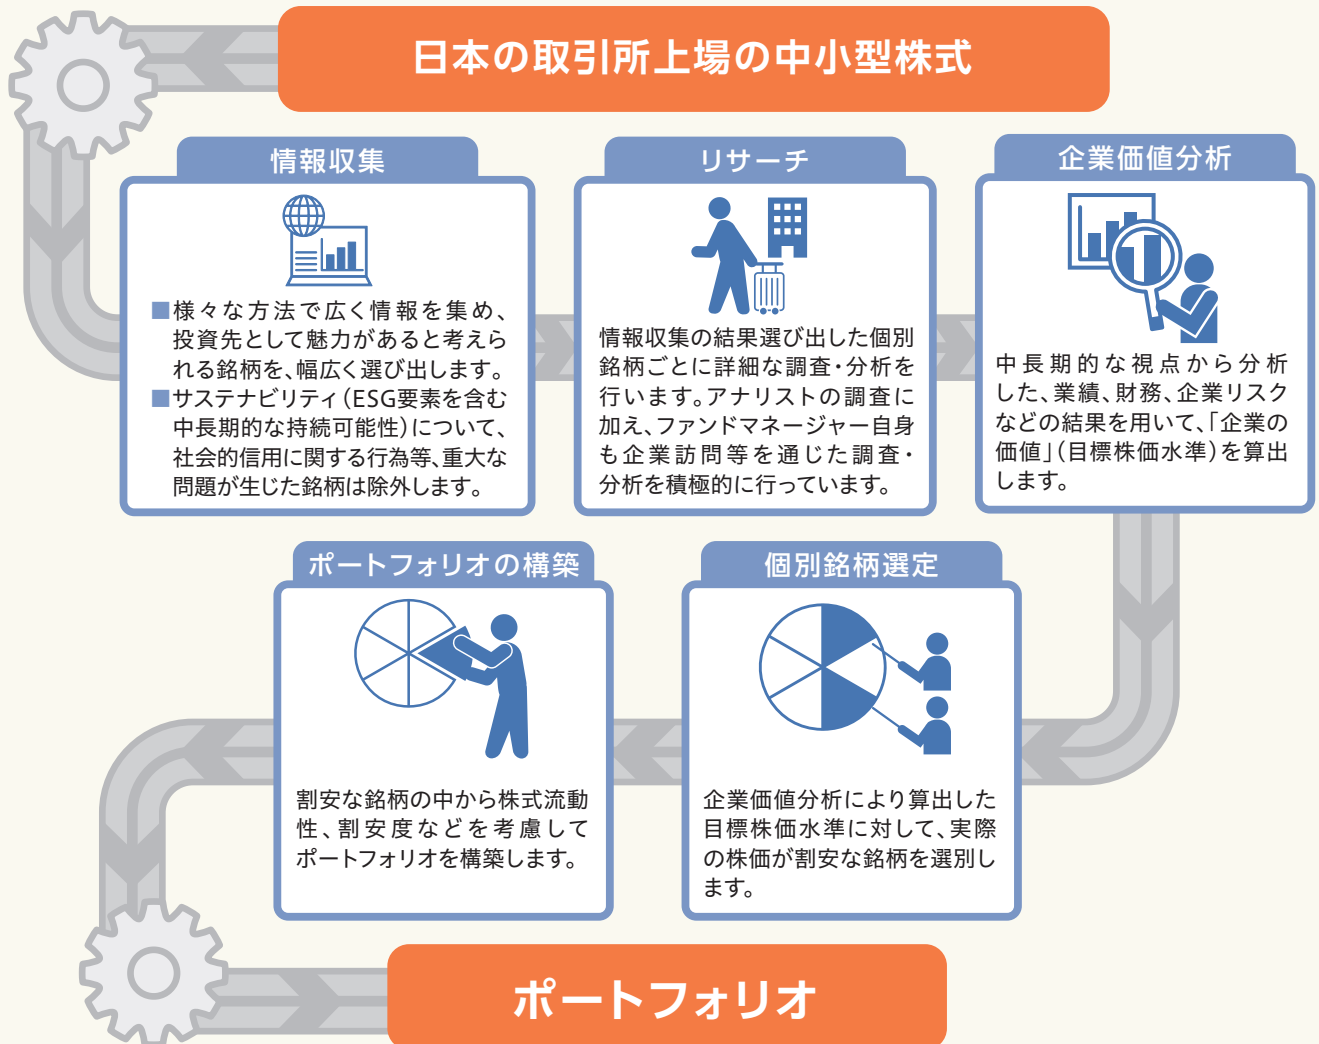 日本の取引所上場の中小型株式
情報収集
■様々な方法で広く情報を集め、
投資先として魅力があると考えら
れる銘柄を、幅広く選び出します。
■サステナビリティ(ESG要素を含む
中長期的な持続可能性)について、
社会的信用に関する行為等、重大な
問題が生じた銘柄は除外します。
リサーチ
情報収集の結果選び出した個別
銘柄ごとに詳細な調査・分析を
行います。アナリストの調査に
加え、ファンドマネージャー自身
も企業訪問等を通じた調査・
分析を積極的に行っています。
企業価値分析
中長期的な視点から分析
した、業績、財務、企業リスク
などの結果を用いて、「企業の
価値」(目標株価水準)を算出
します。
個別銘柄選定
企業価値分析により算出した
目標株価水準に対して、実際
の株価が割安な銘柄を選別し
ます。
ポートフォリオの構築
割安な銘柄の中から株式流動
性、割安度などを考慮して
ポートフォリオを構築します。
ポートフォリオ